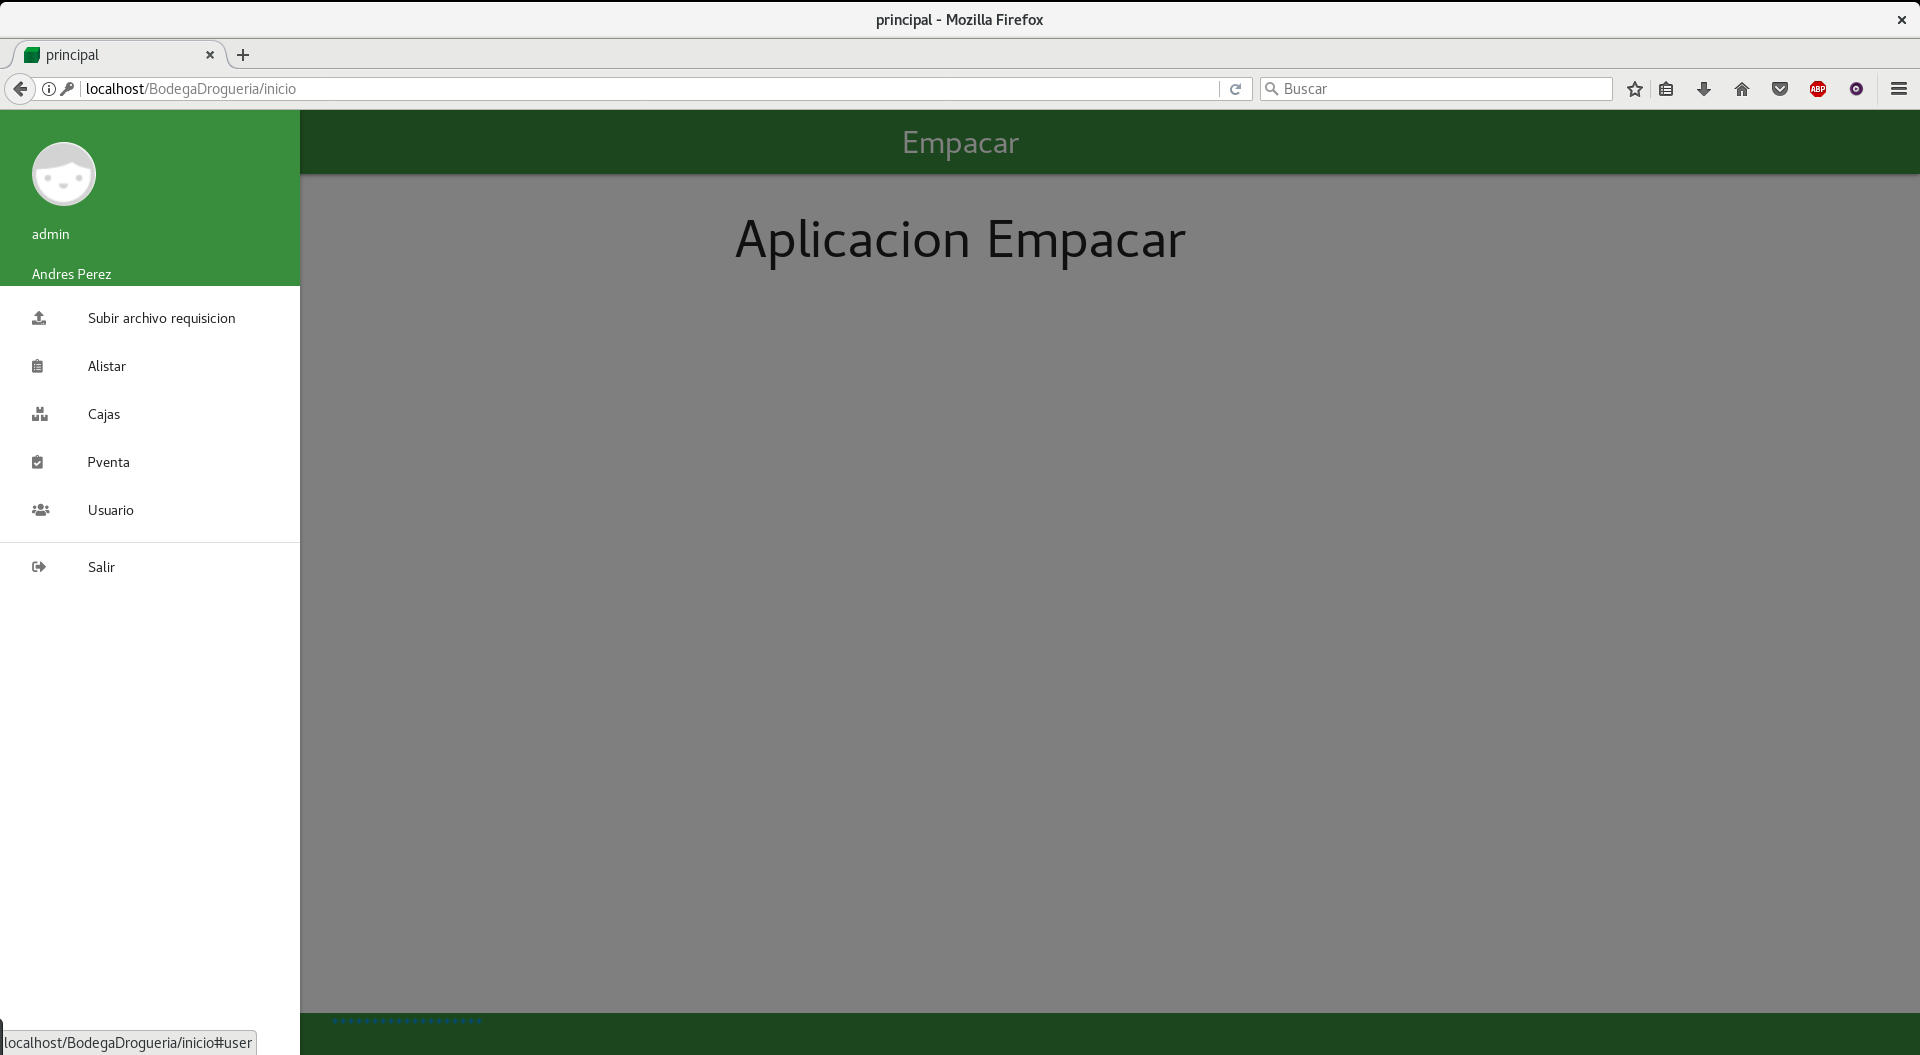 principal - Mozilla Firefox
principal
localhost/BodegaDrogueria/inicio
Buscar
ABP
Empacar
Aplicacion Empacar
admin
Andres Perez
Subir archivo requisicion
Alistar
Cajas
Pventa
Usuario
Salir
localhost/BodegaDrogueria/inicio#user